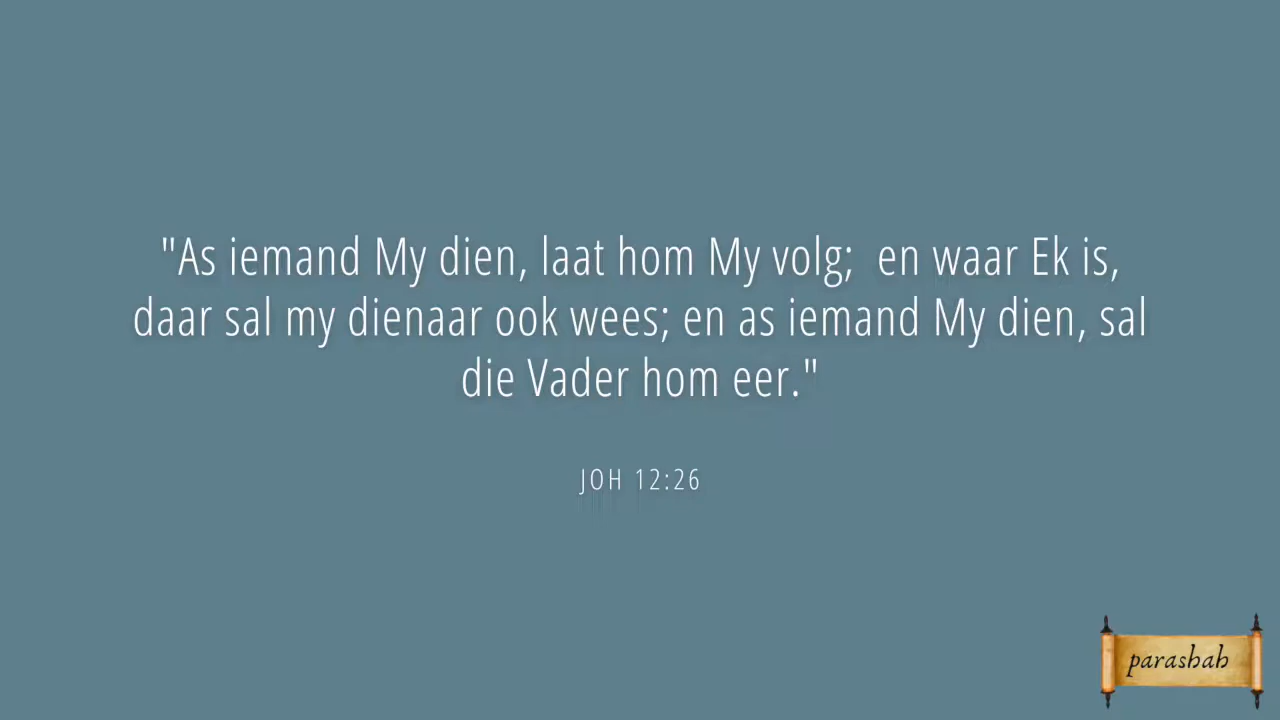 "As iemand My dien, laat hom My volg;  en waar Ek is,
daar sal my dienaar ook wees; en as iemand My dien, sal
die Vader hom eer."
JOH 12:26
parashah